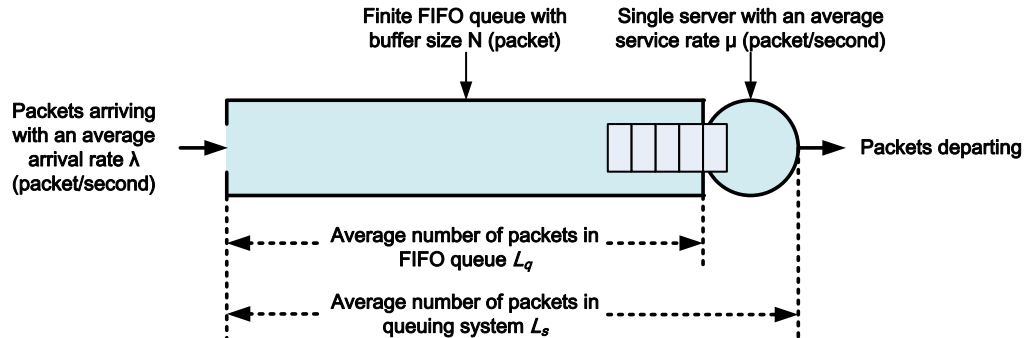 Finite FIFO queue with
buffer size N (packet)
Single server with an average
service rate μ (packet/second)
Packets arriving
with an average
arrival rate λ
(packet/second)
Packets departing
Average number of packets in
FIFO queue Lq
Average number of packets in
queuing system Ls